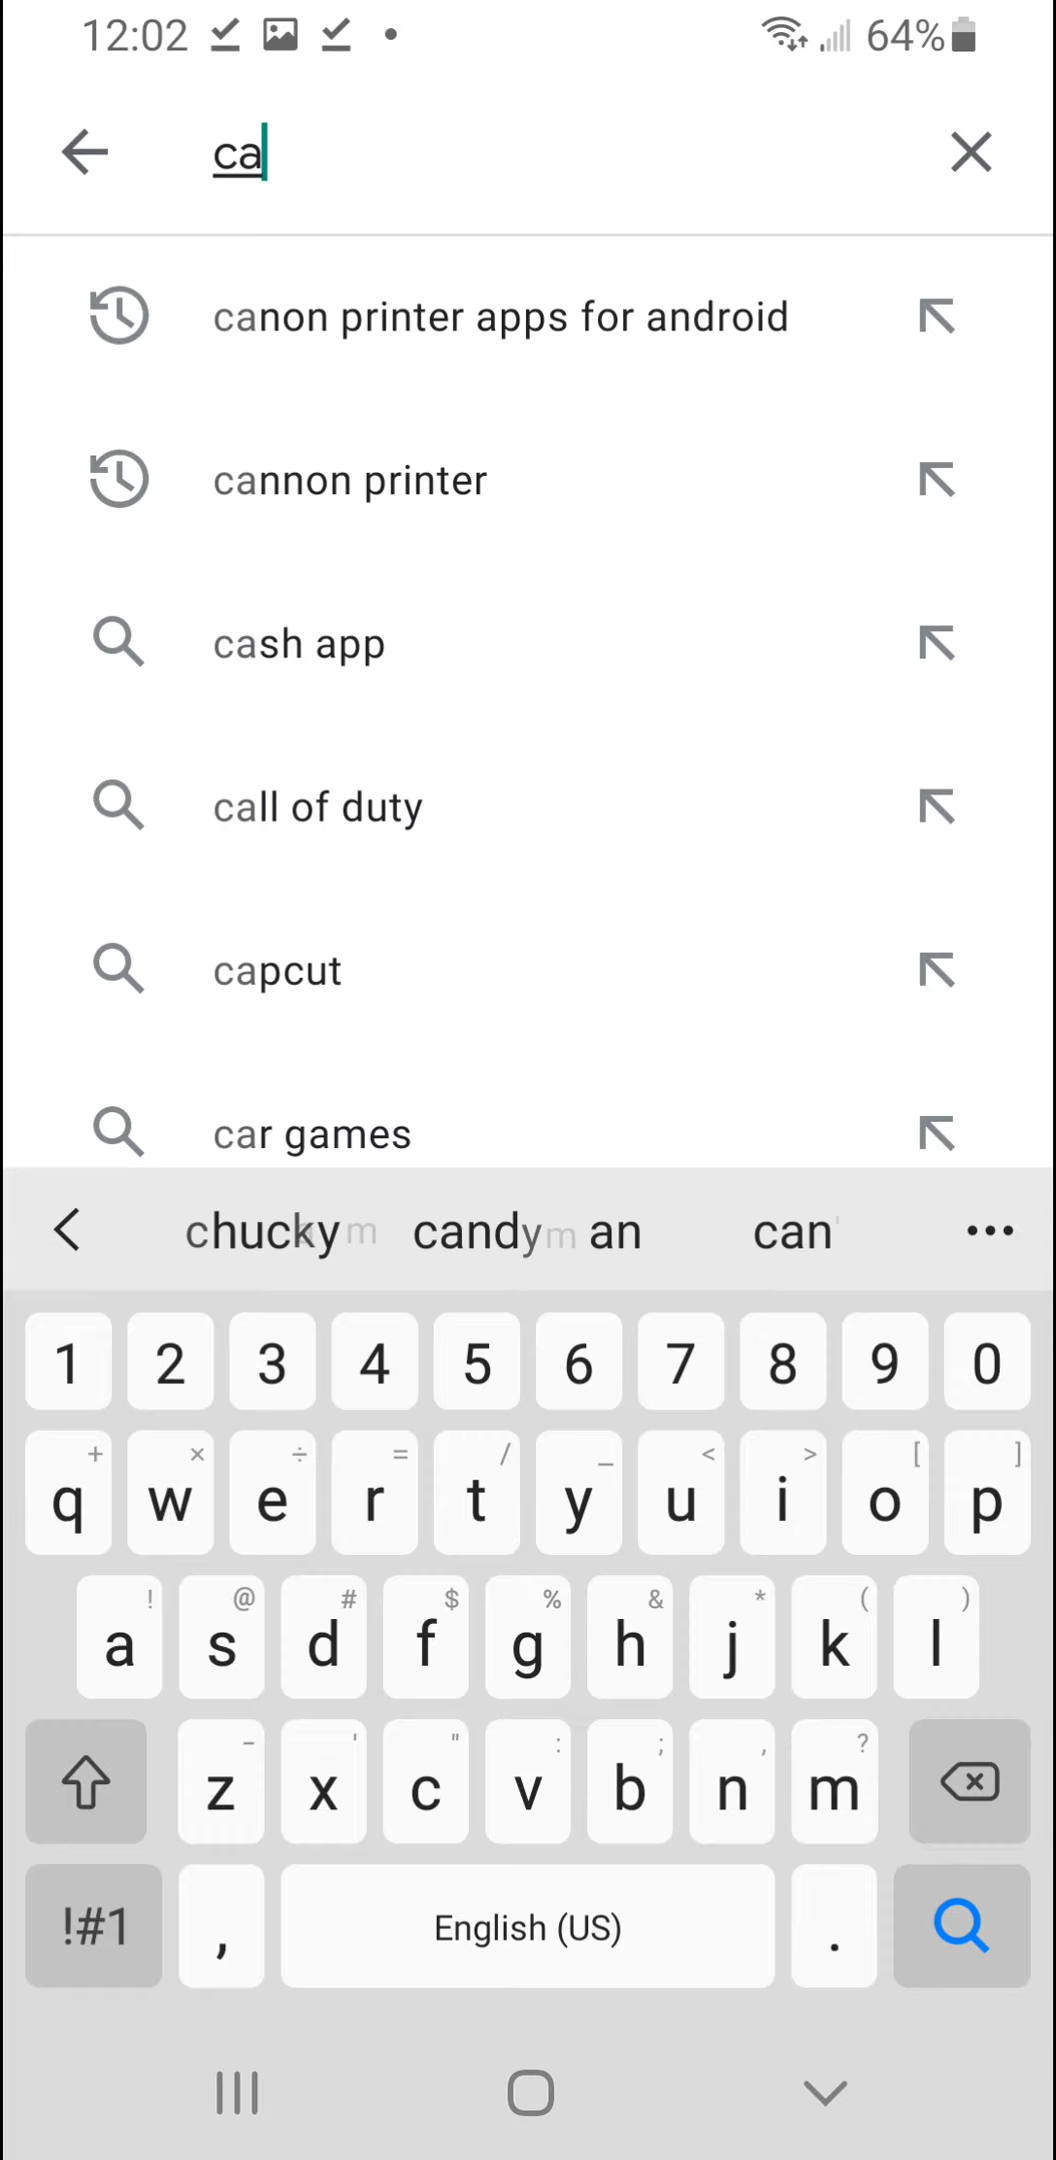 12:02 64%
ca
canon printer apps for android
cannon printer
cash app
call of duty
capcut
car games
chucky candy an can
1 2 3 4 5 6 7 8 9 0
+ × ÷ = / _ < > [ ]
q w e r t y u i o p
! @ # $ % & * ( )
a s d f g h j k l
- ' " : ; , ?
z x c v b n m
!#1 , English (US) .